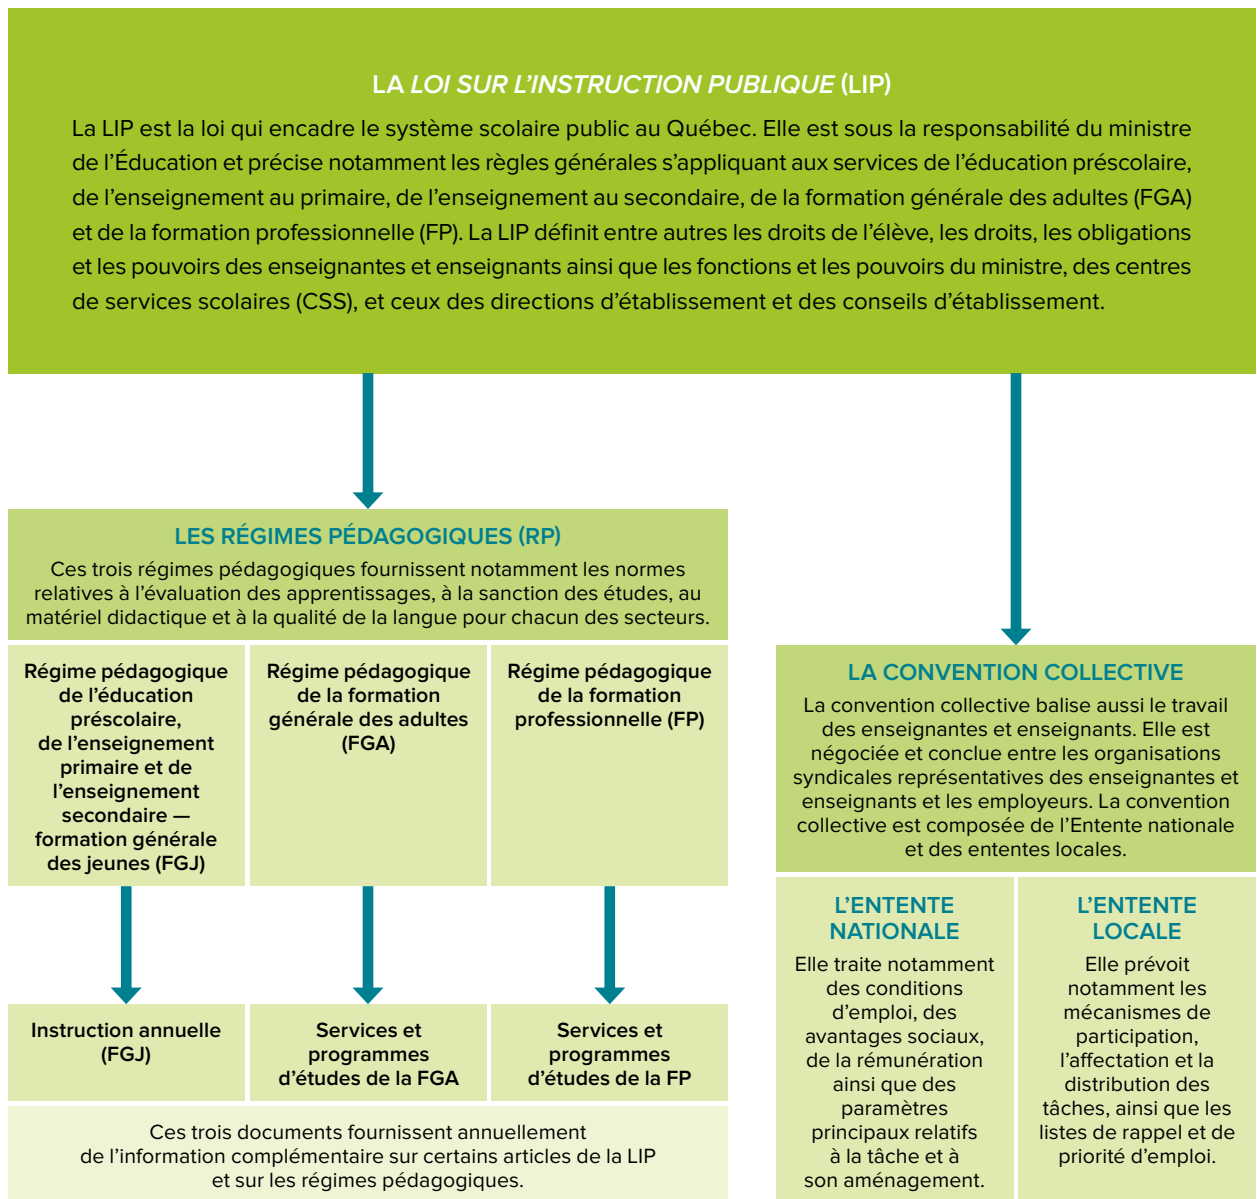 LA LOI SUR L’INSTRUCTION PUBLIQUE (LIP)
La LIP est la loi qui encadre le système scolaire public au Québec. Elle est sous la responsabilité du ministre
de l’Éducation et précise notamment les règles générales s’appliquant aux services de l’éducation préscolaire,
de l’enseignement au primaire, de l’enseignement au secondaire, de la formation générale des adultes (FGA)
et de la formation professionnelle (FP). La LIP définit entre autres les droits de l’élève, les droits, les obligations
et les pouvoirs des enseignantes et enseignants ainsi que les fonctions et les pouvoirs du ministre, des centres
de services scolaires (CSS), et ceux des directions d’établissement et des conseils d’établissement.
LES RÉGIMES PÉDAGOGIQUES (RP)
Ces trois régimes pédagogiques fournissent notamment les normes
relatives à l’évaluation des apprentissages, à la sanction des études, au
matériel didactique et à la qualité de la langue pour chacun des secteurs.
Régime pédagogique
de l’éducation
préscolaire,
de l’enseignement
primaire et de
l’enseignement
secondaire —
formation générale
des jeunes (FGJ)
Régime pédagogique
de la formation
générale des adultes
(FGA)
Régime pédagogique
de la formation
professionnelle (FP)
Instruction annuelle
(FGJ)
Services et
programmes
d’études de la FGA
Services et
programmes
d’études de la FP
Ces trois documents fournissent annuellement
de l’information complémentaire sur certains articles de la LIP
et sur les régimes pédagogiques.
LA CONVENTION COLLECTIVE
La convention collective balise aussi le travail
des enseignantes et enseignants. Elle est
négociée et conclue entre les organisations
syndicales représentatives des enseignantes et
enseignants et les employeurs. La convention
collective est composée de l’Entente nationale
et des ententes locales.
L’ENTENTE
NATIONALE
Elle traite notamment
des conditions
d’emploi, des
avantages sociaux,
de la rémunération
ainsi que des
paramètres
principaux relatifs
à la tâche et à
son aménagement.
L’ENTENTE
LOCALE
Elle prévoit
notamment les
mécanismes de
participation,
l’affectation et la
distribution des
tâches, ainsi que les
listes de rappel et de
priorité d’emploi.